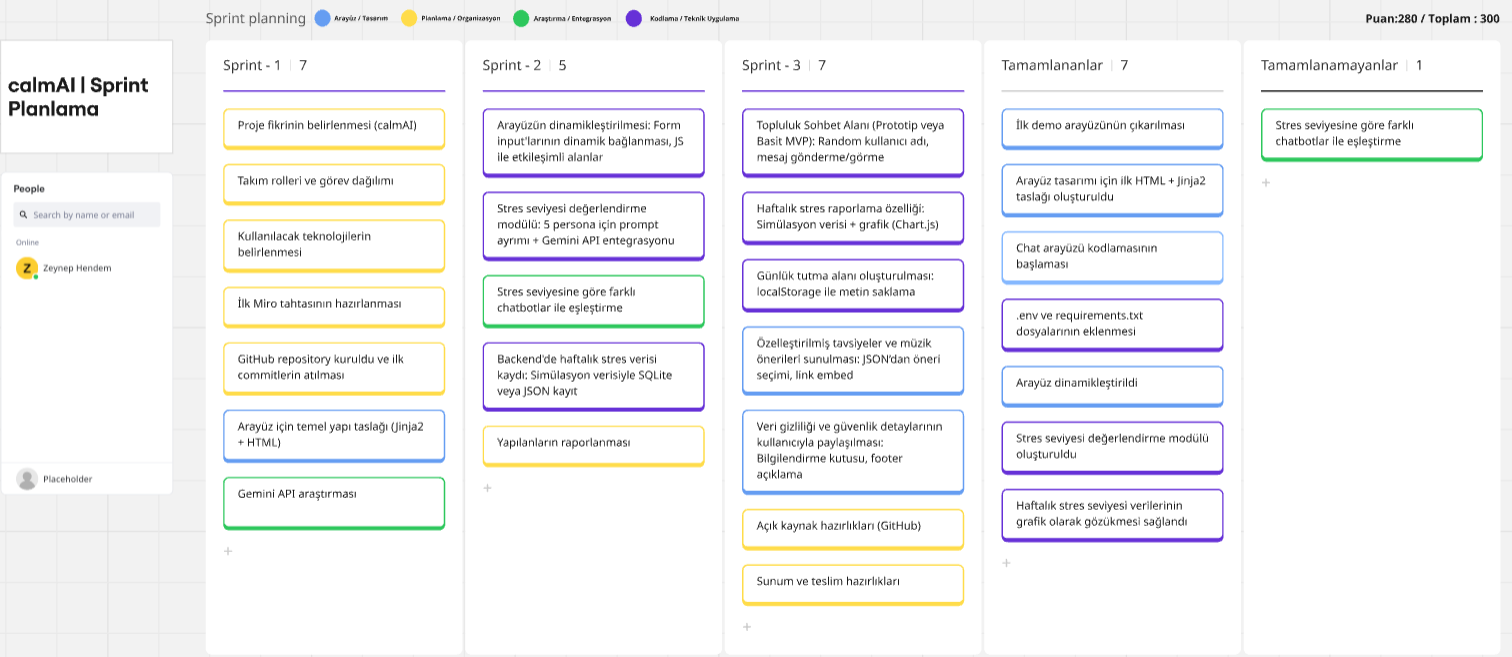 Sprint planning
Arayüz / Tasarım
Planlama / Organizasyon
Araştırma / Entegrasyon
Kodlama / Teknik Uygulama
Puan:280 / Toplam : 300
calmAI | Sprint
Planlama
People
Search by name or email
Online
Z
Zeynep Hendem
Placeholder
Sprint - 1 | 7
Proje fikrinin belirlenmesi (calmAI)
Takım rolleri ve görev dağılımı
Kullanılacak teknolojilerin
belirlenmesi
İlk Miro tahtasının hazırlanması
GitHub repository kuruldu ve ilk
commitlerin atılması
Arayüz için temel yapı taslağı (Jinja2
+ HTML)
Gemini API araştırması
+
Sprint - 2 | 5
Arayüzün dinamikleştirilmesi: Form
input'larının dinamik bağlanması, JS
ile etkileşimli alanlar
Stres seviyesi değerlendirme
modülü: 5 persona için prompt
ayrımı + Gemini API entegrasyonu
Stres seviyesine göre farklı
chatbotlar ile eşleştirme
Backend'de haftalık stres verisi
kaydı: Simülasyon verisiyle SQLite
veya JSON kayıt
Yapılanların raporlanması
+
Sprint - 3 | 7
Topluluk Sohbet Alanı (Prototip veya
Basit MVP): Random kullanıcı adı,
mesaj gönderme/görme
Haftalık stres raporlama özelliği:
Simülasyon verisi + grafik (Chart.js)
Günlük tutma alanı oluşturulması:
localStorage ile metin saklama
Özelleştirilmiş tavsiyeler ve müzik
önerileri sunulması: JSON'dan öneri
seçimi, link embed
Veri gizliliği ve güvenlik detaylarının
kullanıcıyla paylaşılması:
Bilgilendirme kutusu, footer
açıklama
Açık kaynak hazırlıkları (GitHub)
Sunum ve teslim hazırlıkları
+
Tamamlananlar | 7
İlk demo arayüzünün çıkarılması
Arayüz tasarımı için ilk HTML + Jinja2
taslağı oluşturuldu
Chat arayüzü kodlamasının
başlaması
.env ve requirements.txt
dosyalarının eklenmesi
Arayüz dinamikleştirildi
Stres seviyesi değerlendirme modülü
oluşturuldu
Haftalık stres seviyesi verilerinin
grafik olarak gözükmesi sağlandı
+
Tamamlanamayanlar | 1
Stres seviyesine göre farklı
chatbotlar ile eşleştirme
+